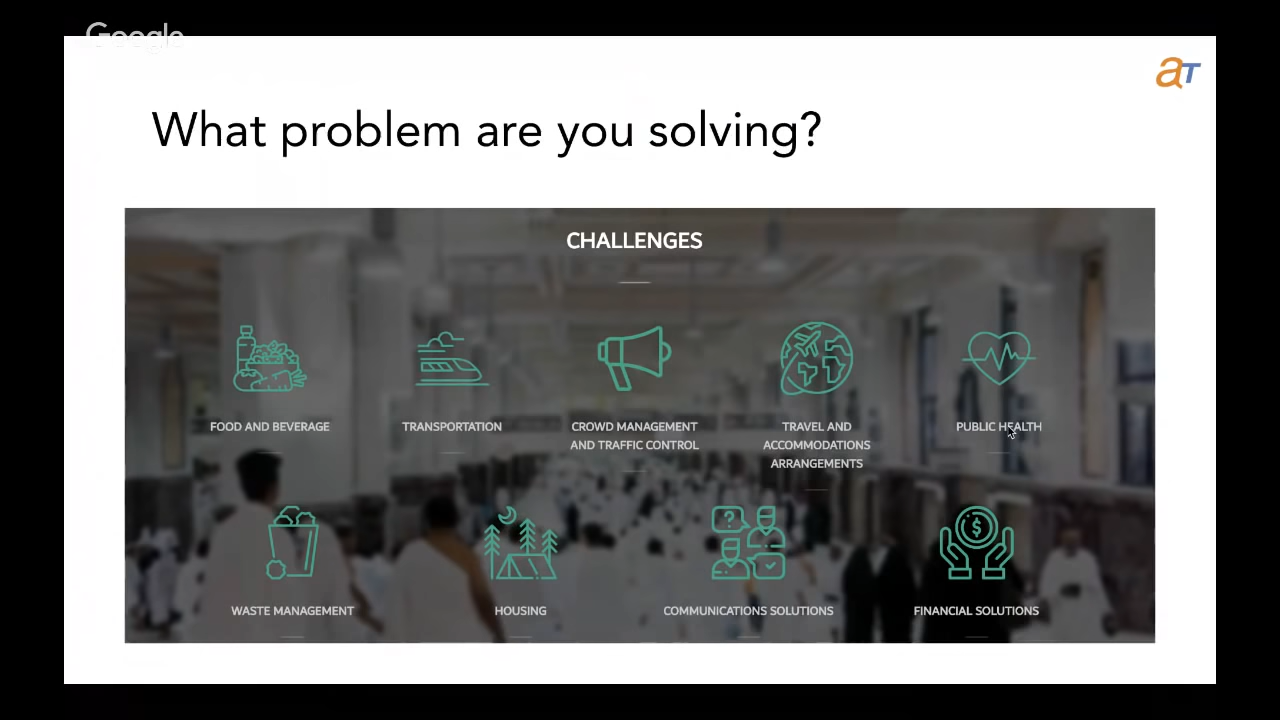 Google
aT
What problem are you solving?
CHALLENGES
FOOD AND BEVERAGE
TRANSPORTATION
CROWD MANAGEMENT
AND TRAFFIC CONTROL
TRAVEL AND
ACCOMMODATIONS
ARRANGEMENTS
PUBLIC HEALTH
?
$
WASTE MANAGEMENT
HOUSING
COMMUNICATIONS SOLUTIONS
FINANCIAL SOLUTIONS